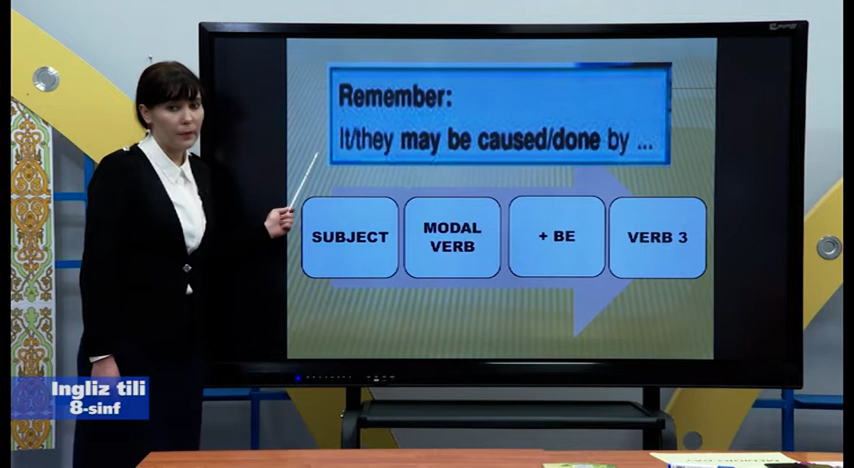 Remember:
It/they may be caused/done by ...
SUBJECT
MODAL
VERB
+ BE
VERB 3
Ingliz tili
8-sinf